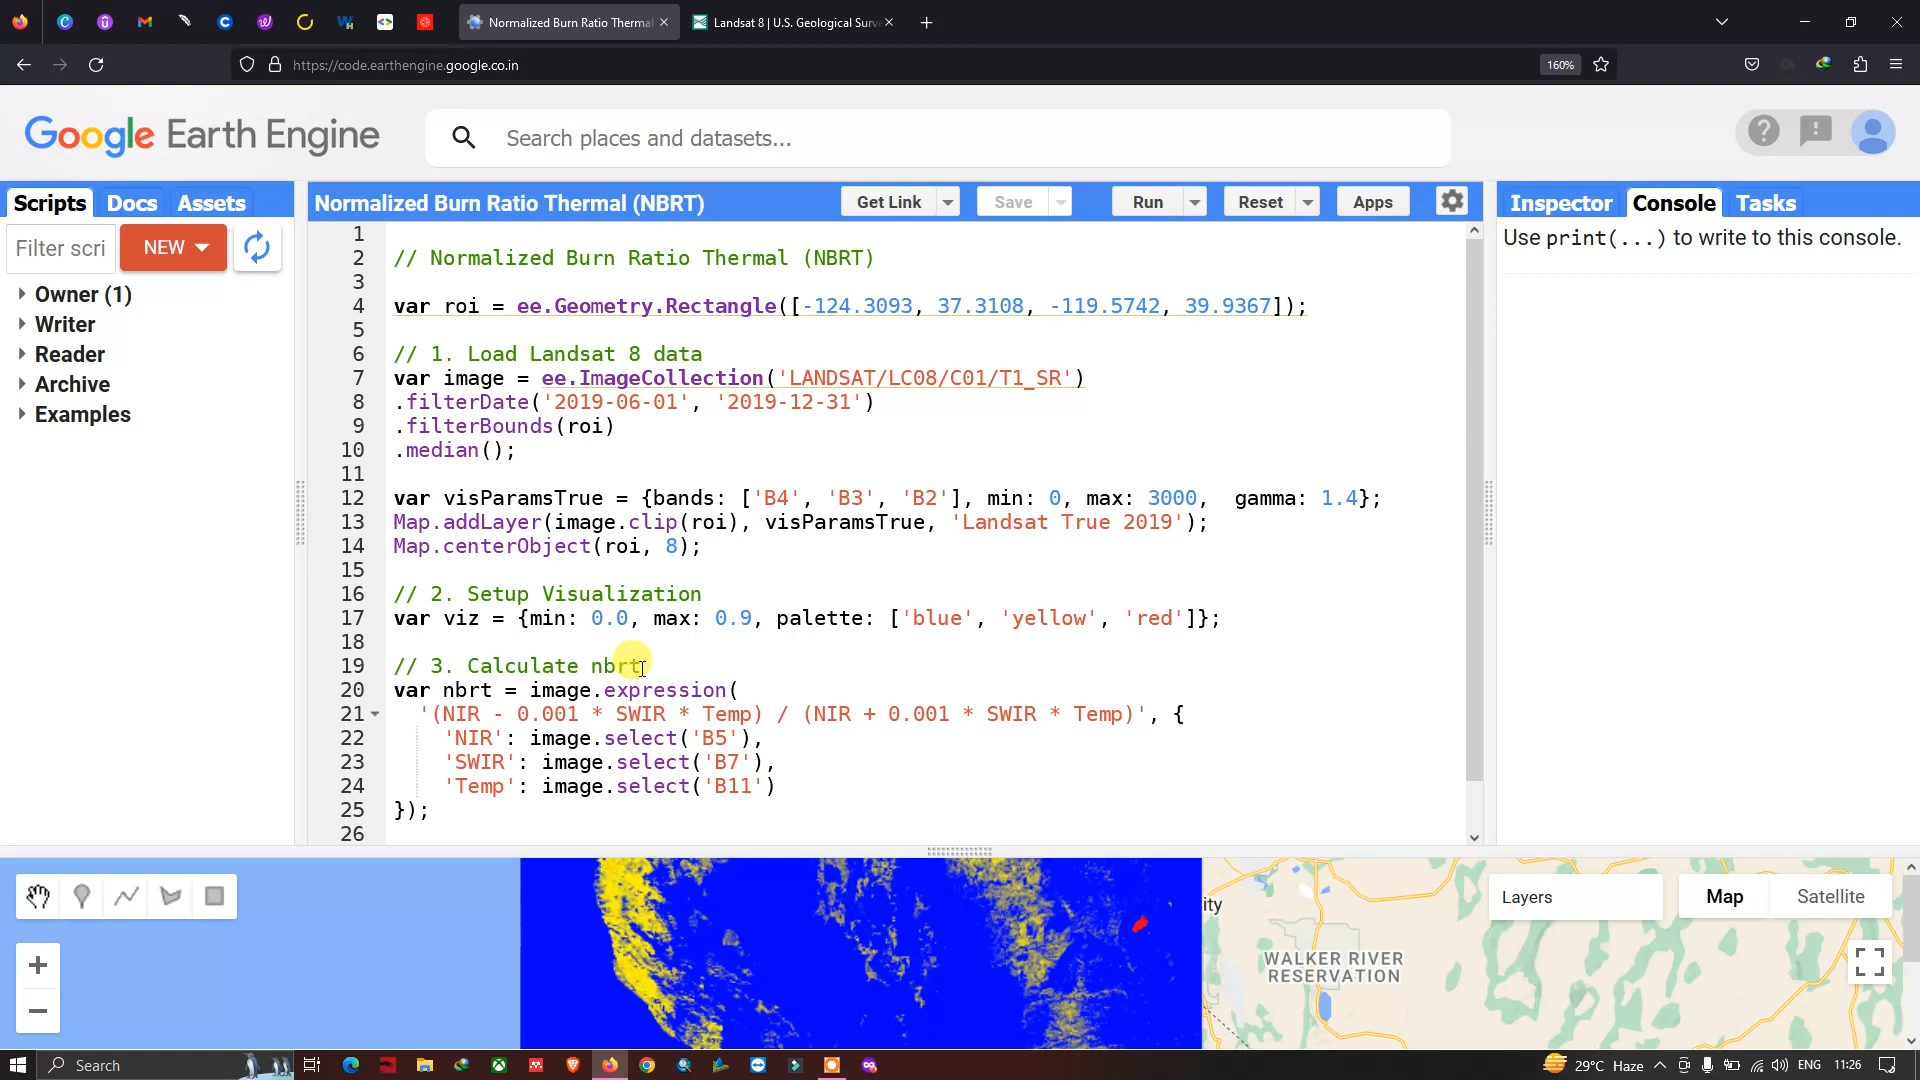 Normalized Burn Ratio Thermal
Landsat 8 | U.S. Geological Surve
https://code.earthengine.google.co.in
160%
Google Earth Engine
Search places and datasets...
Scripts
Docs
Assets
Normalized Burn Ratio Thermal (NBRT)
Get Link
Save
Run
Reset
Apps
Inspector
Console
Tasks
Filter scri
NEW
Use print(...) to write to this console.
Owner (1)
Writer
Reader
Archive
Examples
1
2 // Normalized Burn Ratio Thermal (NBRT)
3
4 var roi = ee.Geometry.Rectangle([-124.3093, 37.3108, -119.5742, 39.9367]);
5
6 // 1. Load Landsat 8 data
7 var image = ee.ImageCollection('LANDSAT/LC08/C01/T1_SR')
8 .filterDate('2019-06-01', '2019-12-31')
9 .filterBounds(roi)
10 .median();
11
12 var visParamsTrue = {bands: ['B4', 'B3', 'B2'], min: 0, max: 3000,  gamma: 1.4};
13 Map.addLayer(image.clip(roi), visParamsTrue, 'Landsat True 2019');
14 Map.centerObject(roi, 8);
15
16 // 2. Setup Visualization
17 var viz = {min: 0.0, max: 0.9, palette: ['blue', 'yellow', 'red']};
18
19 // 3. Calculate nbrt
20 var nbrt = image.expression(
21 '(NIR - 0.001 * SWIR * Temp) / (NIR + 0.001 * SWIR * Temp)', {
22 'NIR': image.select('B5'),
23 'SWIR': image.select('B7'),
24 'Temp': image.select('B11')
25 });
26
ity
WALKER RIVER
RESERVATION
Layers
Map
Satellite
Search
29°C Haze
ENG
11:26